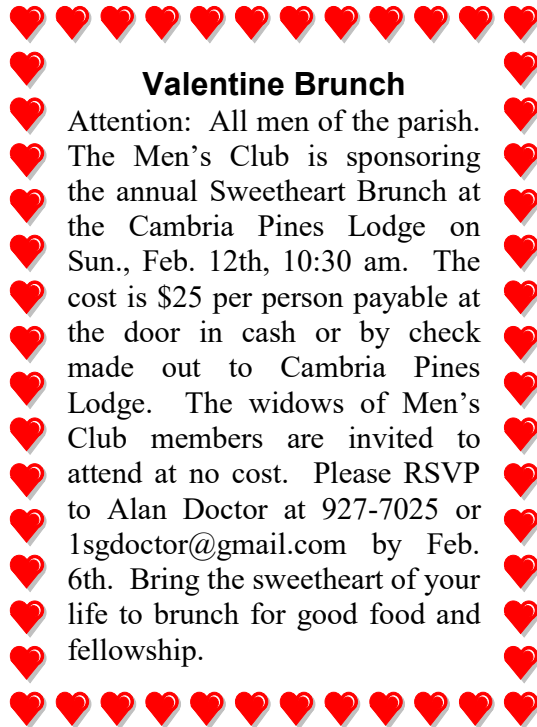 Valentine Brunch
Attention:  All men of the parish.
The Men’s Club is sponsoring
the annual Sweetheart Brunch at
the Cambria Pines Lodge on
Sun., Feb. 12th, 10:30 am.  The
cost is $25 per person payable at
the door in cash or by check
made out to Cambria Pines
Lodge.  The widows of Men’s
Club members are invited to
attend at no cost.  Please RSVP
to Alan Doctor at 927-7025 or
1sgdoctor@gmail.com by Feb.
6th.  Bring the sweetheart of your
life to brunch for good food and
fellowship.